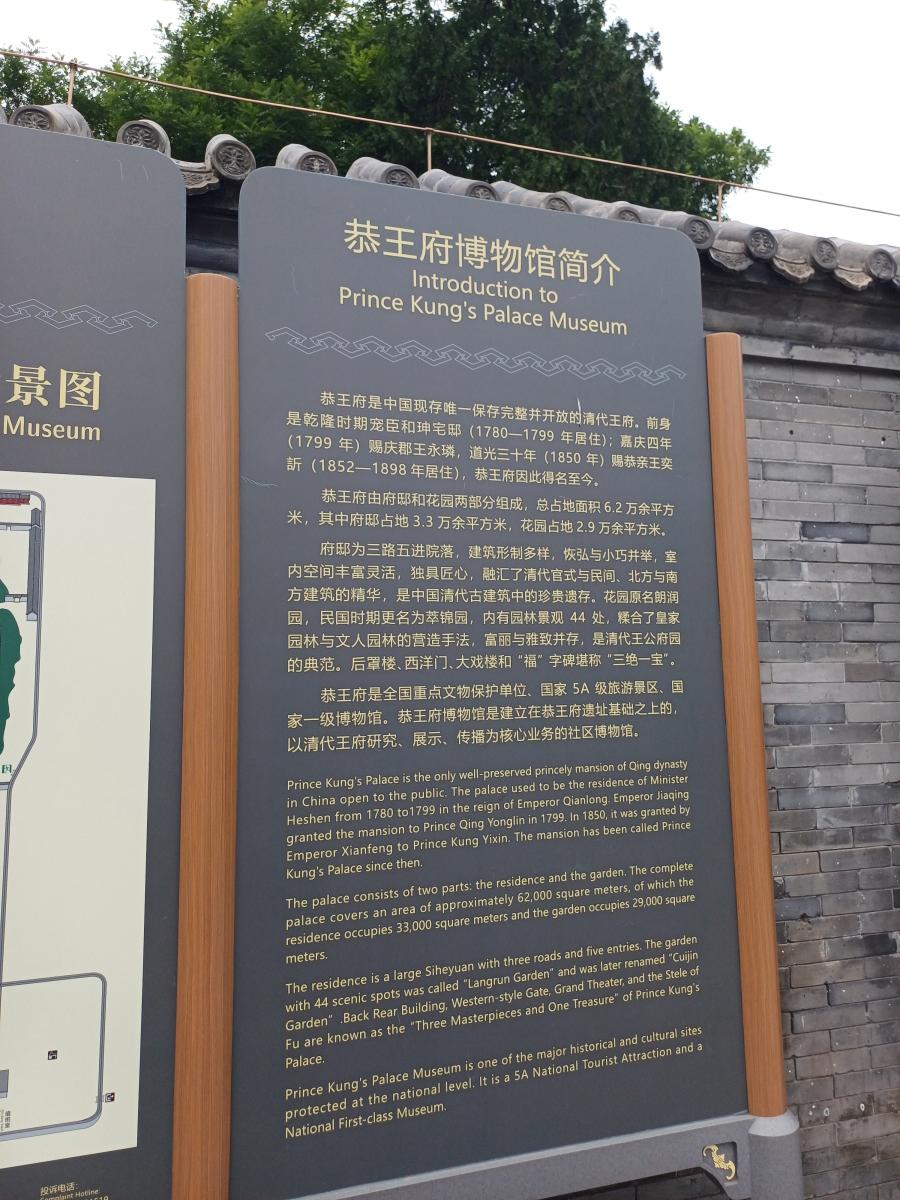 恭王府博物馆简介
Introduction to
Prince Kung's Palace Museum
恭王府是中国现存唯一保存完整并开放的清代王府。前身
是乾隆时期宠臣和珅宅邸（1780—1799 年居住）；嘉庆四年
（1799 年）赐庆郡王永璘，道光三十年（1850 年）赐恭亲王奕
訢（1852—1898 年居住），恭王府因此得名至今。
恭王府由府邸和花园两部分组成，总占地面积 6.2 万余平方
米，其中府邸占地 3.3 万余平方米，花园占地 2.9 万余平方米。
府邸为三路五进院落，建筑形制多样，恢弘与小巧并举，室
内空间丰富灵活，独具匠心，融汇了清代官式与民间、北方与南
方建筑的精华，是中国清代古建筑中的珍贵遗存。花园原名朗润
园，民国时期更名为萃锦园，内有园林景观 44 处，糅合了皇家
园林与文人园林的营造手法，富丽与雅致并存，是清代王公府园
的典范。后罩楼、西洋门、大戏楼和“福”字碑堪称“三绝一宝”。
恭王府是全国重点文物保护单位、国家 5A 级旅游景区、国
家一级博物馆。恭王府博物馆是建立在恭王府遗址基础之上的，
以清代王府研究、展示、传播为核心业务的社区博物馆。
Prince Kung's Palace is the only well-preserved princely mansion of Qing dynasty
in China open to the public. The palace used to be the residence of Minister
Heshen from 1780 to1799 in the reign of Emperor Qianlong. Emperor Jiaqing
granted the mansion to Prince Qing Yonglin in 1799. In 1850, it was granted by
Emperor Xianfeng to Prince Kung Yixin. The mansion has been called Prince
Kung's Palace since then.
The palace consists of two parts: the residence and the garden. The complete
palace covers an area of approximately 62,000 square meters, of which the
residence occupies 33,000 square meters and the garden occupies 29,000 square
meters.
The residence is a large Siheyuan with three roads and five entries. The garden
with 44 scenic spots was called "Langrun Garden" and was later renamed "Cuijin
Garden" .Back Rear Building, Western-style Gate, Grand Theater, and the Stele of
Fu are known as the "Three Masterpieces and One Treasure" of Prince Kung's
Palace.
Prince Kung's Palace Museum is one of the major historical and cultural sites
protected at the national level. It is a 5A National Tourist Attraction and a
National First-class Museum.
景图
Museum
图
投诉电话：
Complaint Hotline: